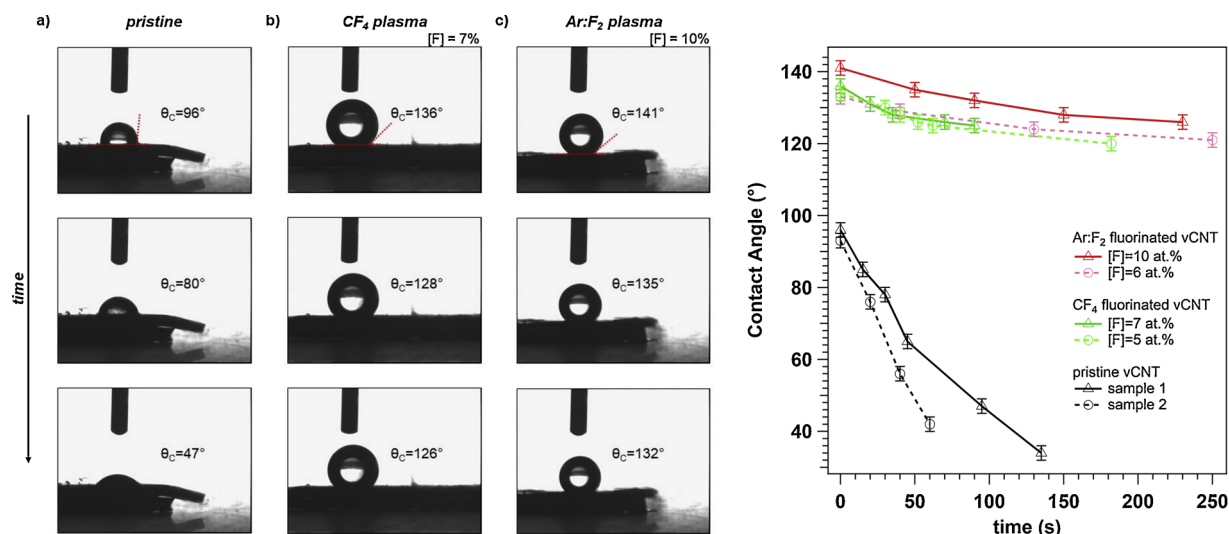 a) pristine
b) CF₄ plasma
[F] = 7%
c) Ar:F₂ plasma
[F] = 10%
time
θC=96°
θC=136°
θC=141°
θC=80°
θC=128°
θC=135°
θC=47°
θC=126°
θC=132°
Contact Angle (°)
140
120
100
80
60
40
Ar:F₂ fluorinated vCNT
[F]=10 at.%
[F]=6 at.%
CF₄ fluorinated vCNT
[F]=7 at.%
[F]=5 at.%
pristine vCNT
sample 1
sample 2
0 50 100 150 200 250
time (s)